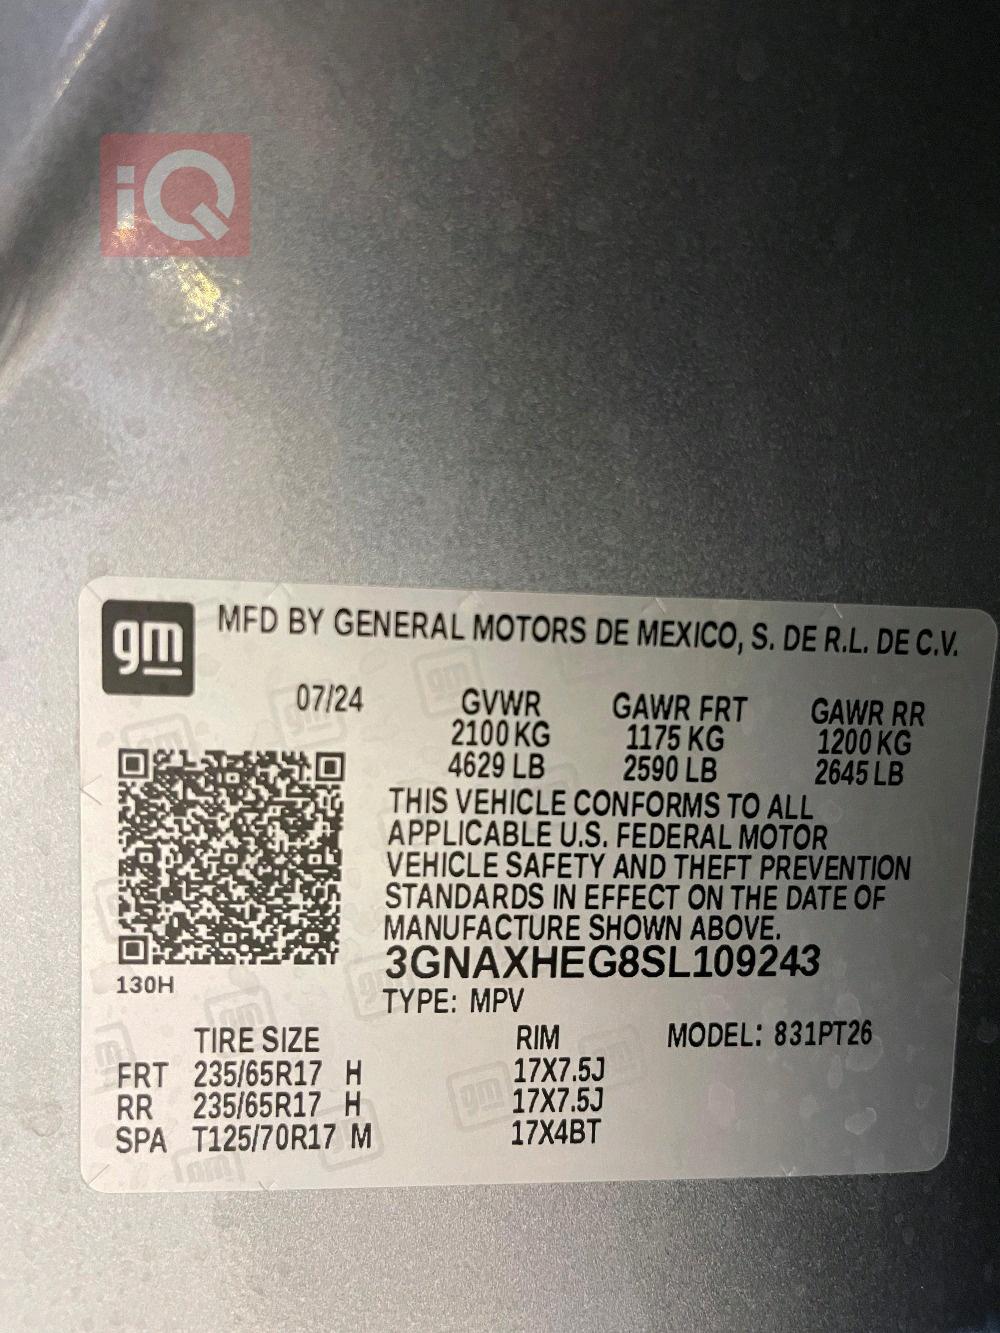 iQ
gm MFD BY GENERAL MOTORS DE MEXICO, S. DE R.L. DE C.V.
07/24 GVWR GAWR FRT GAWR RR
2100 KG 1175 KG 1200 KG
4629 LB 2590 LB 2645 LB
THIS VEHICLE CONFORMS TO ALL
APPLICABLE U.S. FEDERAL MOTOR
VEHICLE SAFETY AND THEFT PREVENTION
STANDARDS IN EFFECT ON THE DATE OF
MANUFACTURE SHOWN ABOVE.
3GNAXHEG8SL109243
130H
TYPE: MPV
TIRE SIZE RIM MODEL: 831PT26
FRT 235/65R17 H 17X7.5J
RR 235/65R17 H 17X7.5J
SPA T125/70R17 M 17X4BT